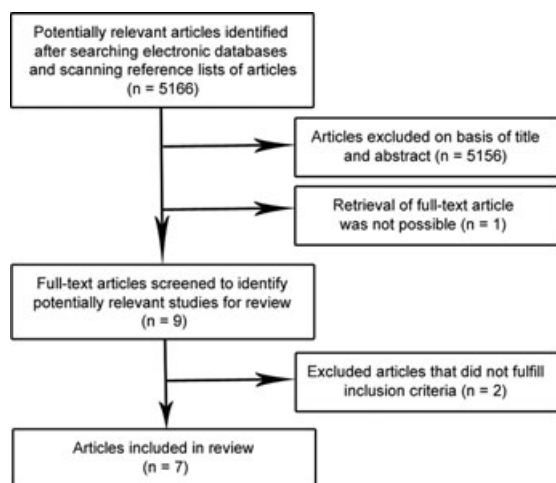 Potentially relevant articles identified
after searching electronic databases
and scanning reference lists of articles
(n = 5166)
Articles excluded on basis of title
and abstract (n = 5156)
Retrieval of full-text article
was not possible (n = 1)
Full-text articles screened to identify
potentially relevant studies for review
(n = 9)
Excluded articles that did not fulfill
inclusion criteria (n = 2)
Articles included in review
(n = 7)